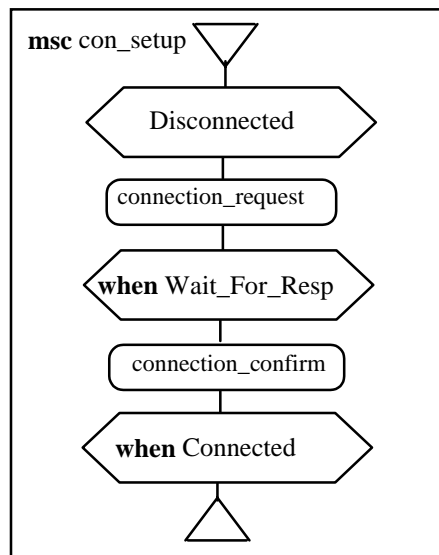 msc con_setup
Disconnected
connection_request
when Wait_For_Resp
connection_confirm
when Connected